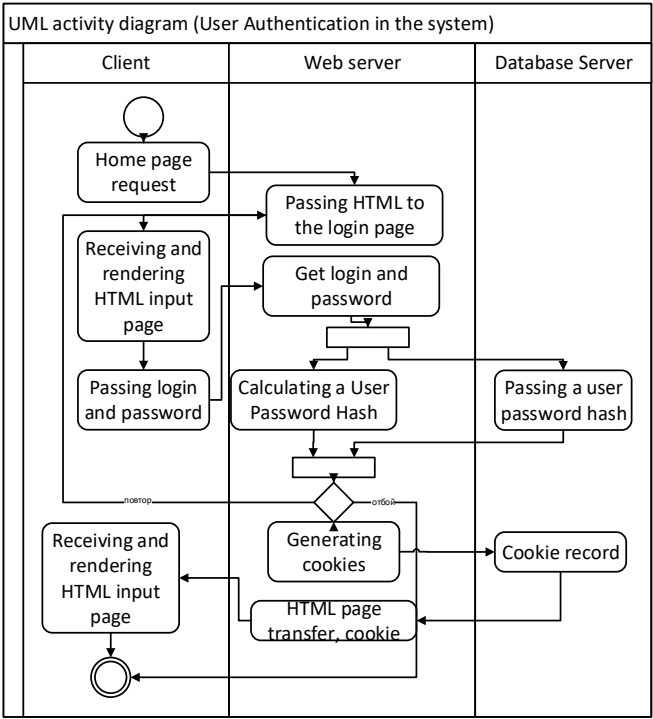 UML activity diagram (User Authentication in the system)
Client
Web server
Database Server
Home page
request
Passing HTML to
the login page
Receiving and
rendering
HTML input
page
Get login and
password
Passing login
and password
Calculating a User
Password Hash
Passing a user
password hash
повтор
отбой
Generating
cookies
Cookie record
Receiving and
rendering
HTML input
page
HTML page
transfer, cookie